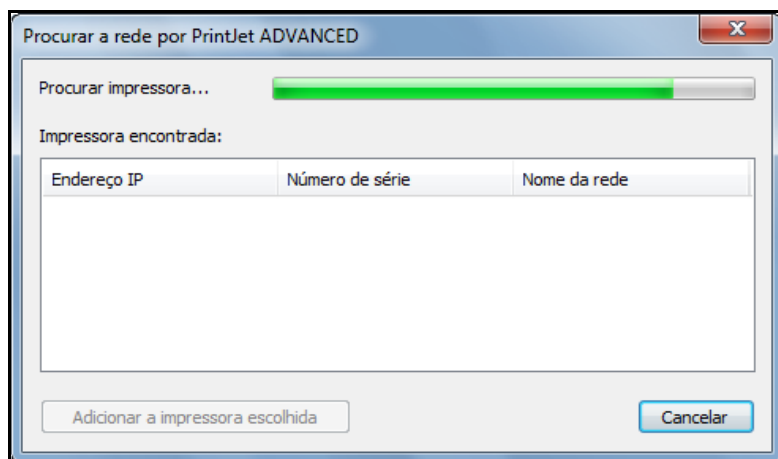 Procurar a rede por PrintJet ADVANCED
Procurar impressora...
Impressora encontrada:
Endereço IP Número de série Nome da rede
Adicionar a impressora escolhida Cancelar